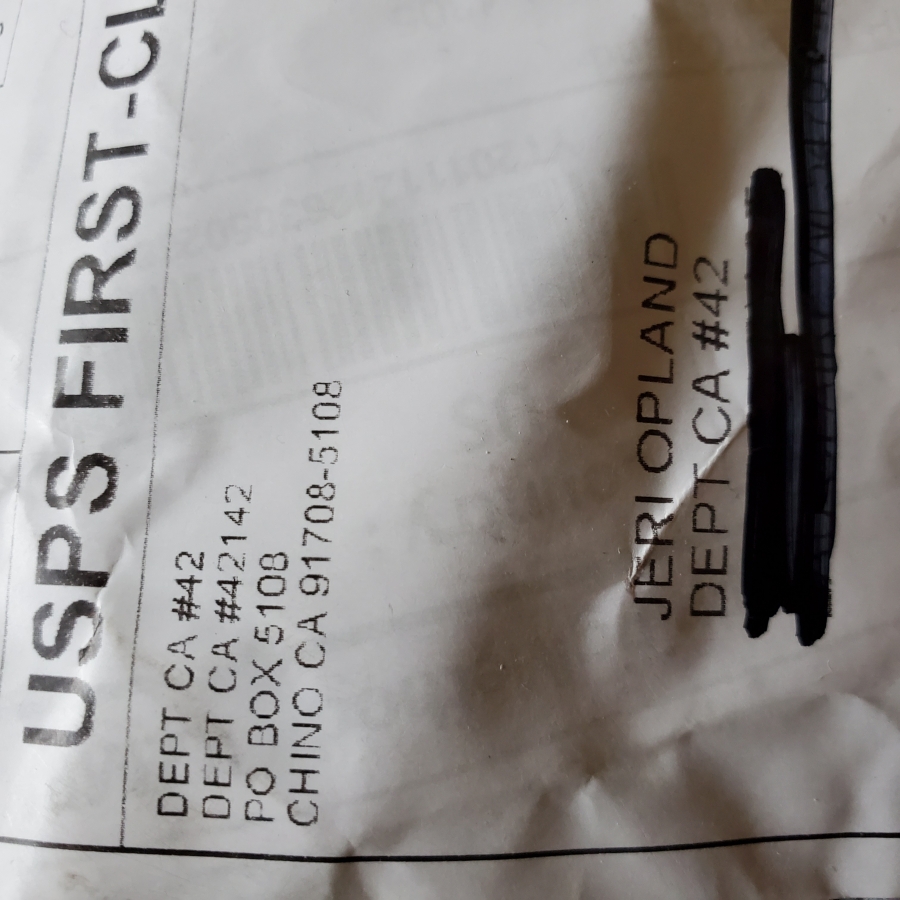 USPS FIRST-CL
DEPT CA #42
DEPT CA #42142
PO BOX 5108
CHINO CA 91708-5108
JERI OPLAND
DEPT CA #42